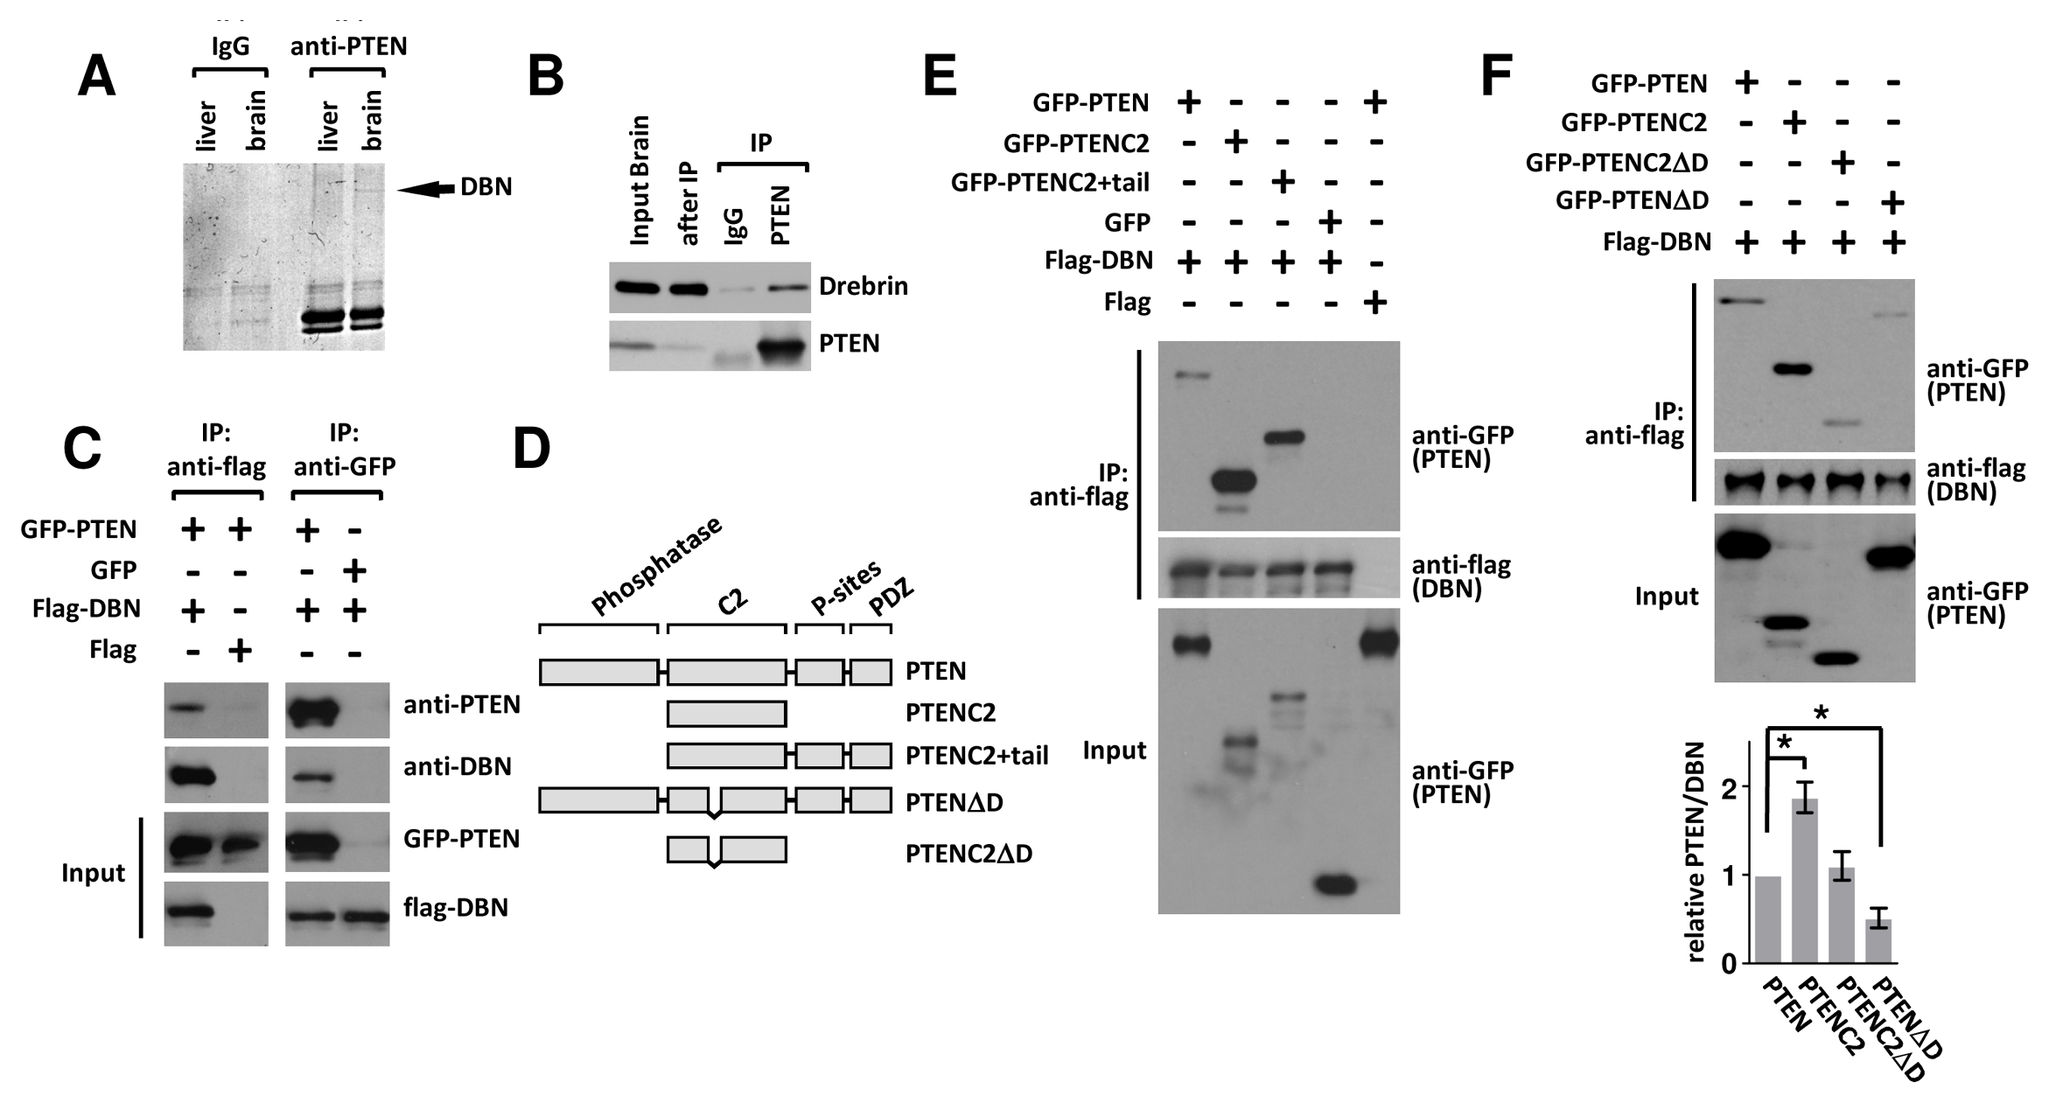 A
IgG
anti-PTEN
liver
brain
liver
brain
DBN
B
Input Brain
after IP
IP
IgG
PTEN
Drebrin
PTEN
C
IP:
anti-flag
IP:
anti-GFP
GFP-PTEN + + + -
GFP - - - +
Flag-DBN + - + +
Flag - + - -
anti-PTEN
anti-DBN
Input
GFP-PTEN
flag-DBN
D
Phosphatase
C2
P-sites
PDZ
PTEN
PTENC2
PTENC2+tail
PTENΔD
PTENC2ΔD
E
GFP-PTEN + - - - +
GFP-PTENC2 - + - - -
GFP-PTENC2+tail - - + - -
GFP - - - + -
Flag-DBN + + + + -
Flag - - - - +
IP:
anti-flag
anti-GFP
(PTEN)
anti-flag
(DBN)
Input
anti-GFP
(PTEN)
F
GFP-PTEN + - - -
GFP-PTENC2 - + - -
GFP-PTENC2ΔD - - + -
GFP-PTENΔD - - - +
Flag-DBN + + + +
IP:
anti-flag
anti-GFP
(PTEN)
anti-flag
(DBN)
Input
anti-GFP
(PTEN)
relative PTEN/DBN
2
1
0
*
*
PTEN
PTENC2
PTENC2ΔD
PTENΔD